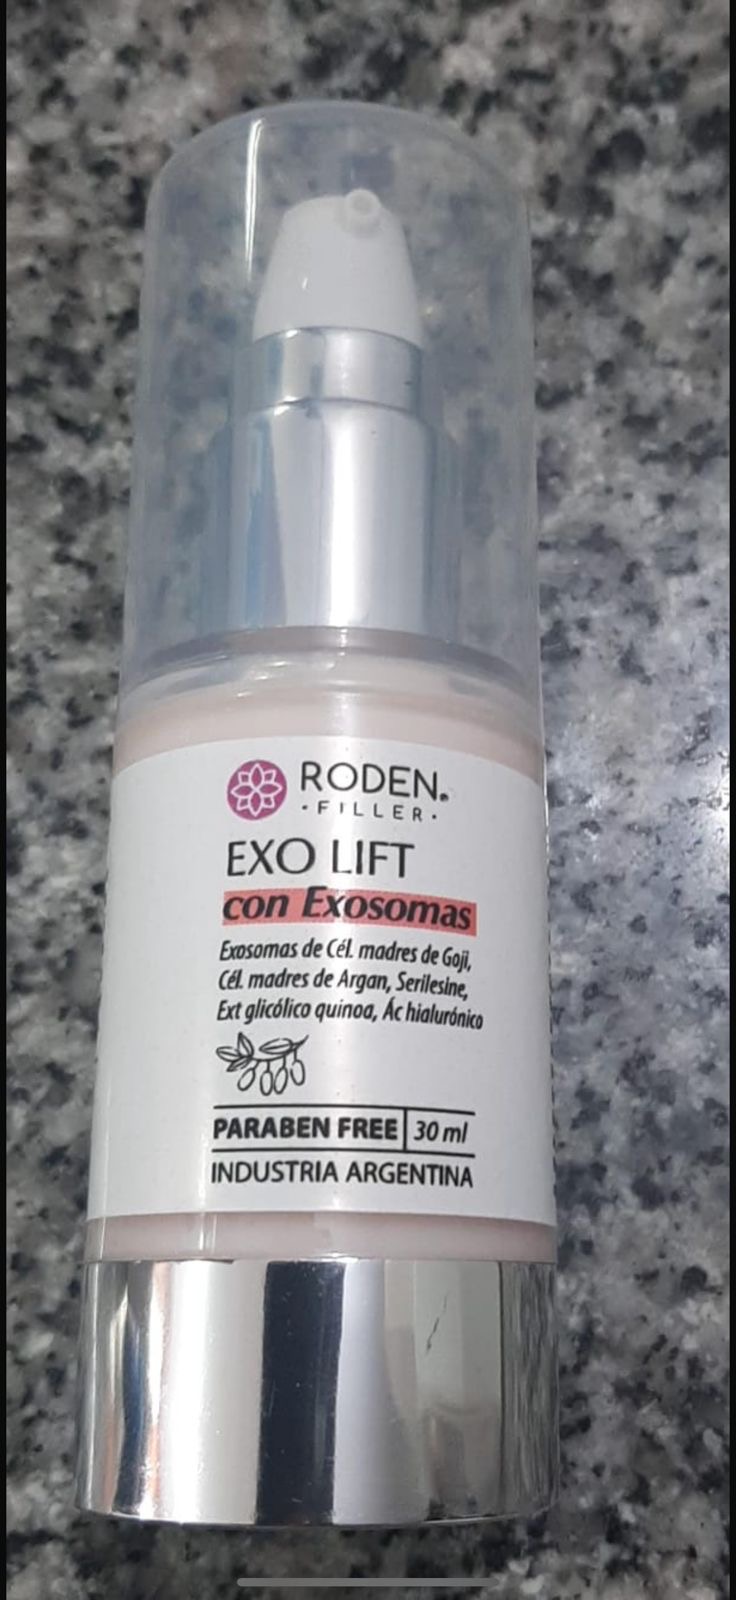 RODEN®
·FILLER·
EXO LIFT
con Exosomas
Exosomas de Cél. madres de Goji,
Cél. madres de Argan, Serilesine,
Ext glicólico quinoa, Ác hialurónico
PARABEN FREE 30 ml
INDUSTRIA ARGENTINA